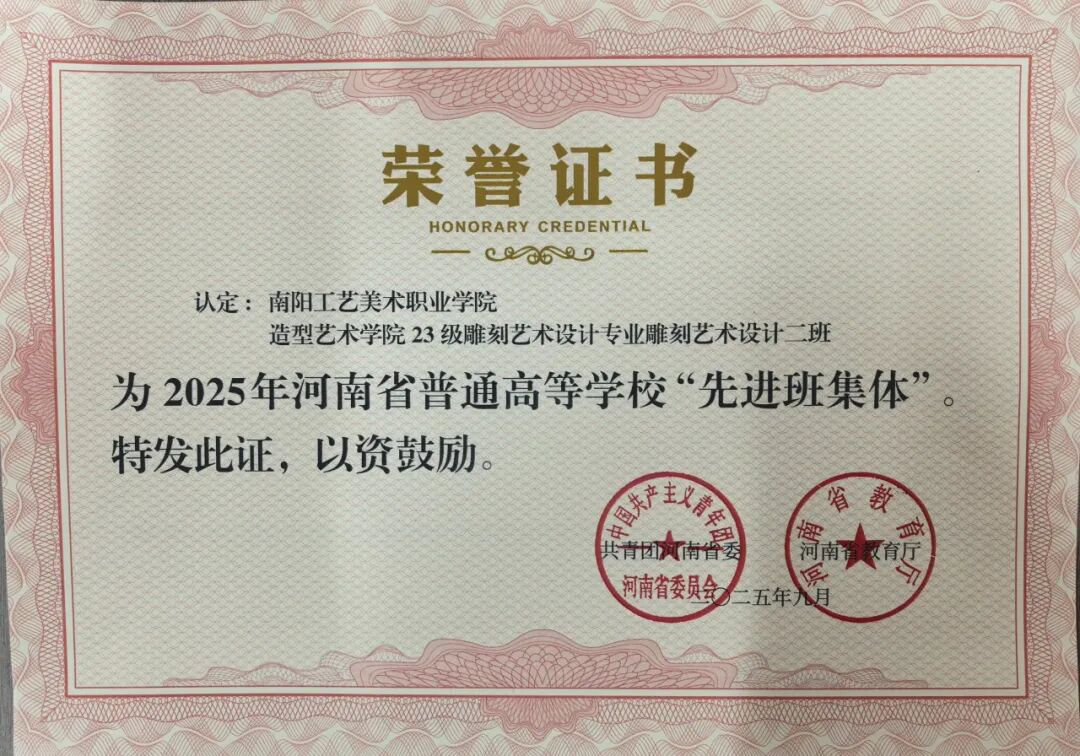 荣誉证书
HONORARY CREDENTIAL
认定：南阳工艺美术职业学院
造型艺术学院 23 级雕刻艺术设计专业雕刻艺术设计二班
为 2025年河南省普通高等学校“先进班集体”。
特发此证，以资鼓励。
中国共产主义青年团
河南省委员会
共青团河南省委
河南省教育厅
河南省教育厅
二〇二五年九月